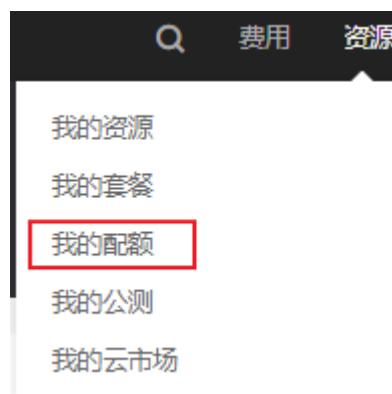 费用 资源
我的资源
我的套餐
我的配额
我的公测
我的云市场